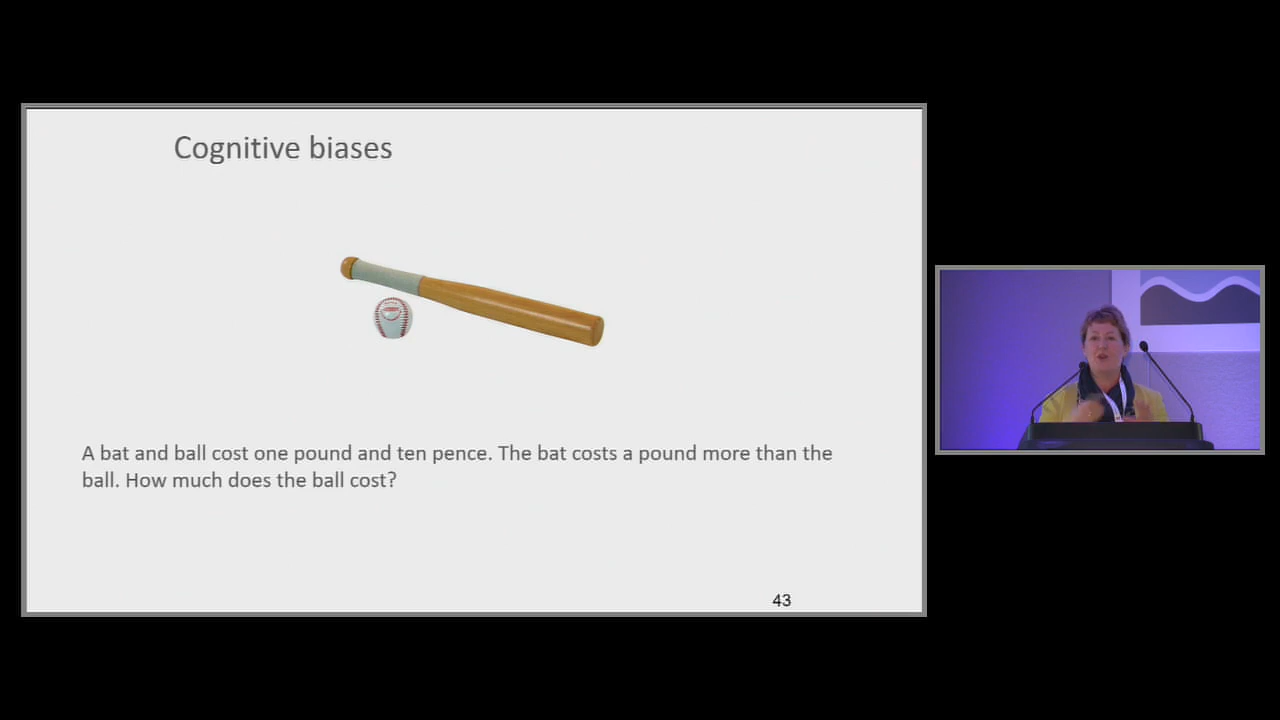 Cognitive biases
A bat and ball cost one pound and ten pence. The bat costs a pound more than the
ball. How much does the ball cost?
43